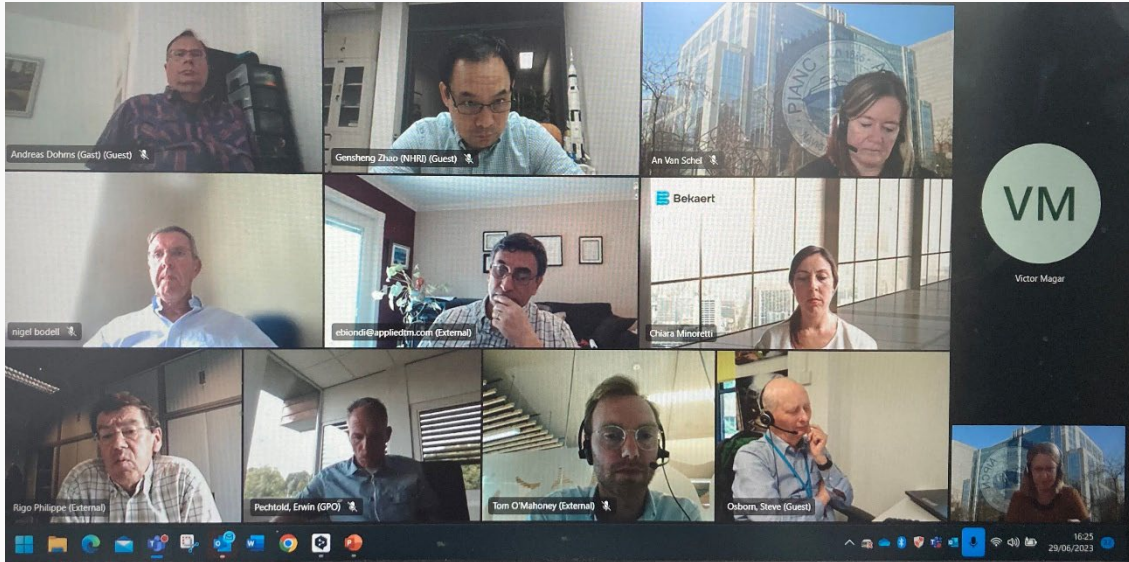 PIANC
Andreas Dohms (Gast) (Guest)
Gensheng Zhao (NHRI) (Guest)
An Van Schel
VM
Bekaert
Victor Magar
nigel bodell
ebiondi@appliedtm.com (External)
Chiara Minoretti
Rigo Philippe (External)
Pechtold, Erwin (GPO)
Tom O'Mahoney (External)
Osborn, Steve (Guest)
16:25
29/06/2023